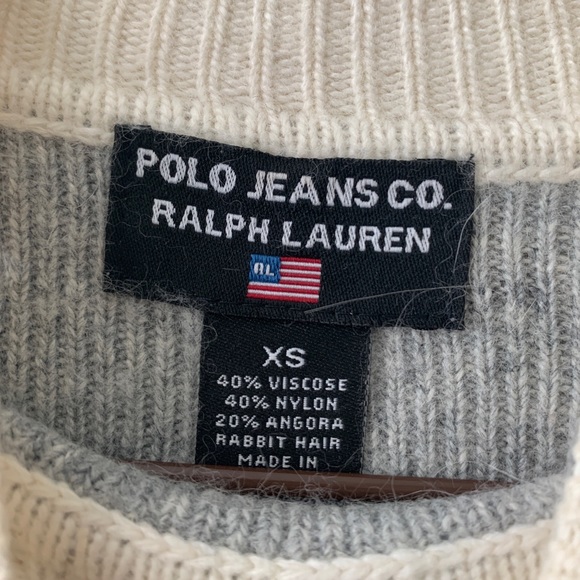 POLO JEANS CO.
RALPH LAUREN
RL
XS
40% VISCOSE
40% NYLON
20% ANGORA
RABBIT HAIR
MADE IN